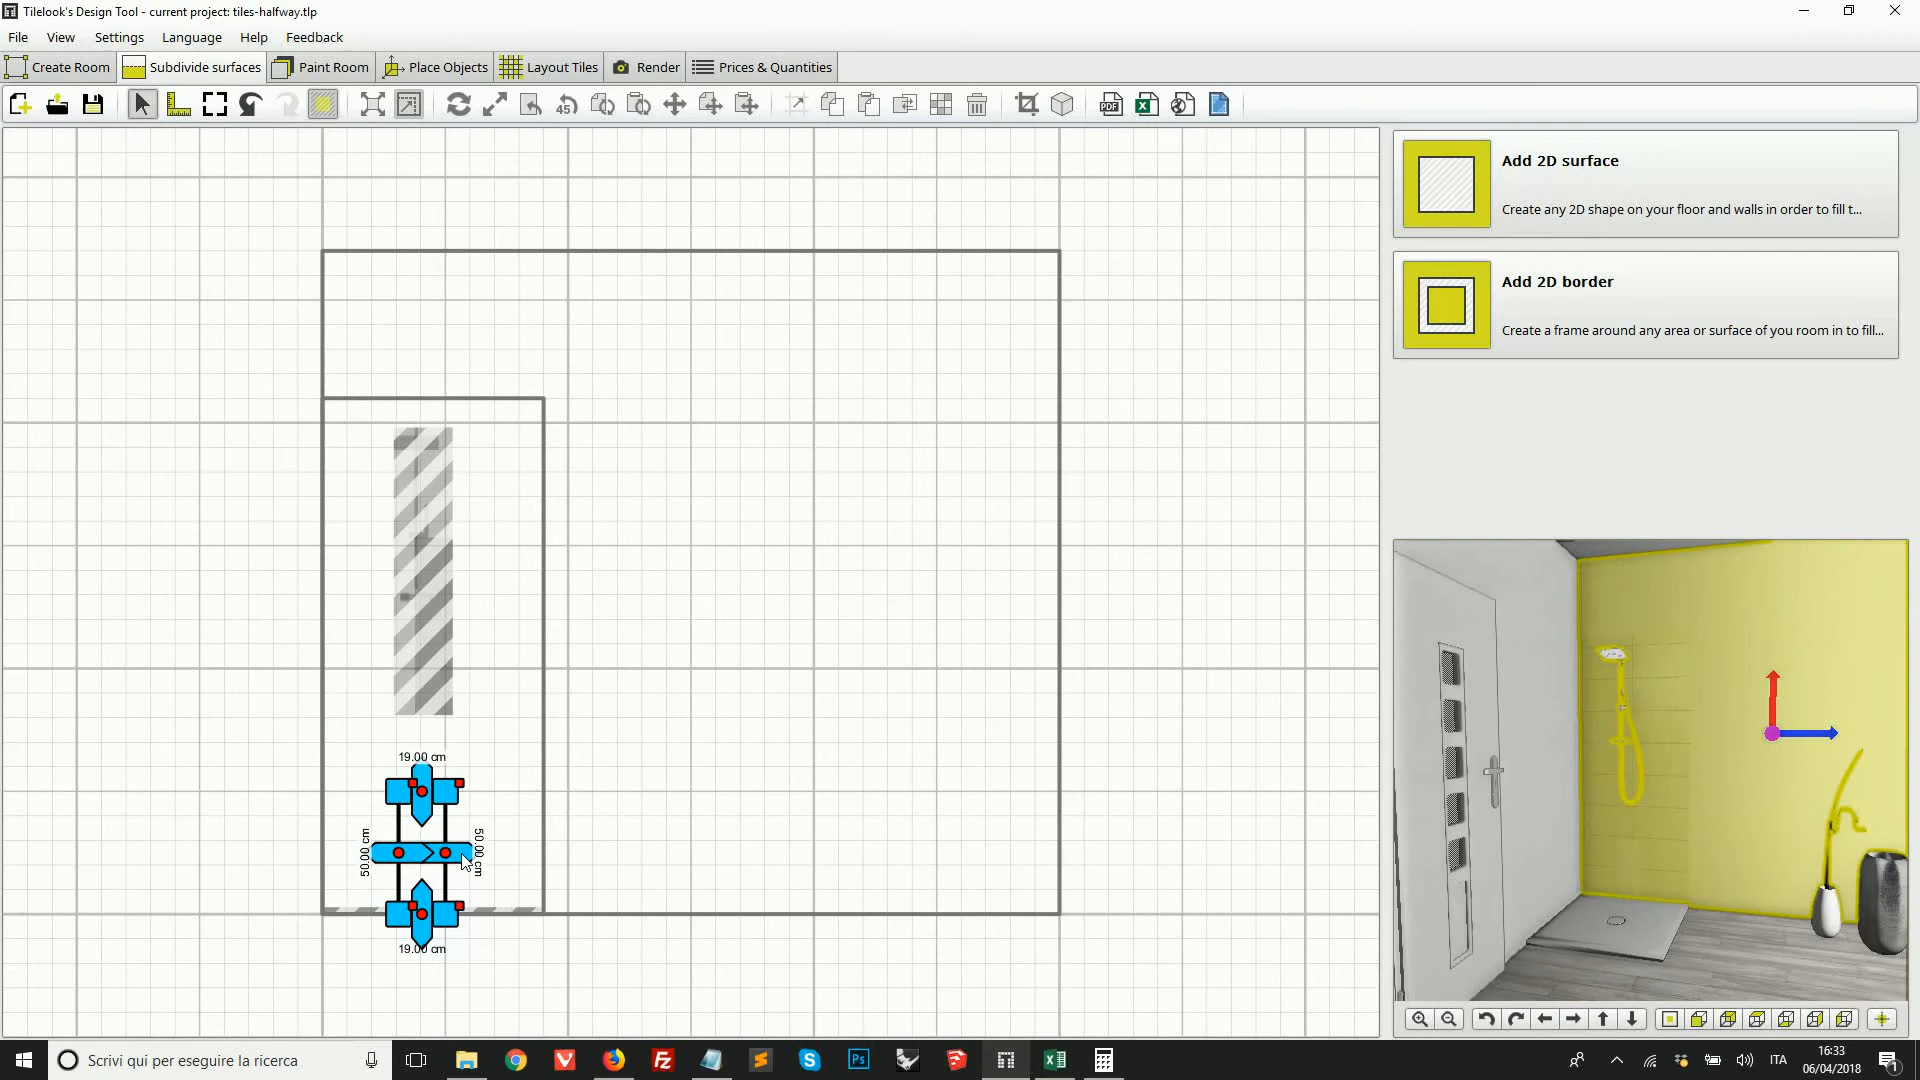 Tilelook's Design Tool - current project: tiles-halfway.tlp
File View Settings Language Help Feedback
Create Room Subdivide surfaces Paint Room Place Objects Layout Tiles Render Prices & Quantities
45
PDF
Add 2D surface
Create any 2D shape on your floor and walls in order to fill t...
Add 2D border
Create a frame around any area or surface of you room in to fill...
19.00 cm
50.00 cm
50.00 cm
19.00 cm
Scrivi qui per eseguire la ricerca
Ps
ITA
16:33
06/04/2018
1